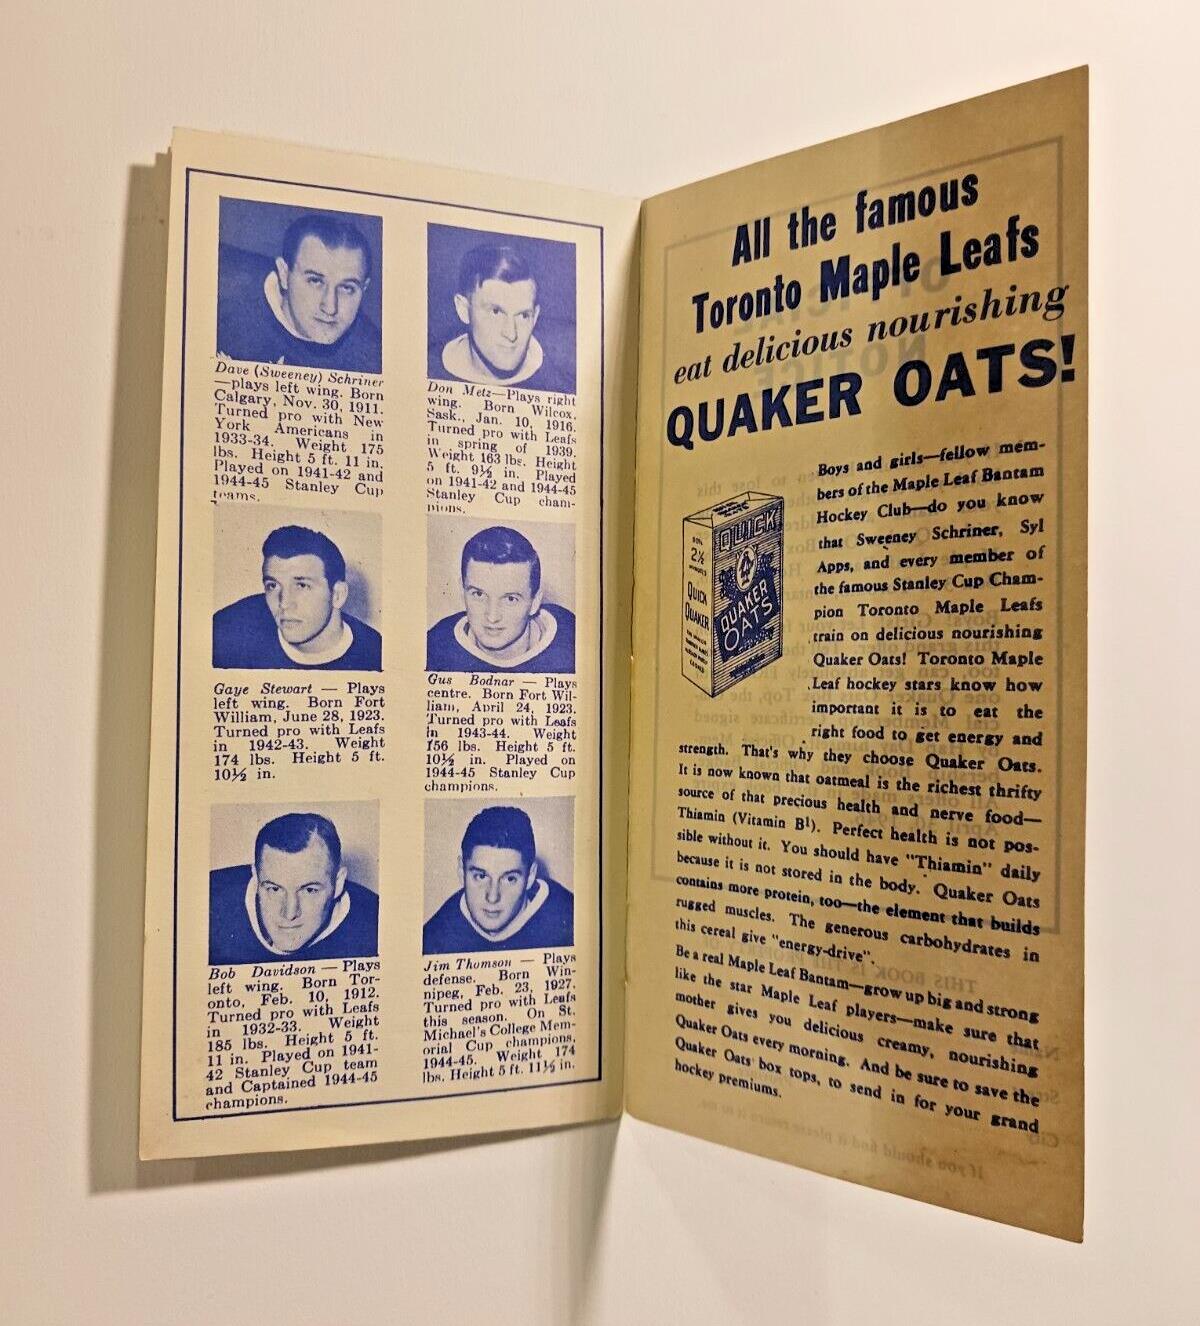 Dave (Sweeney) Schriner
—plays left wing. Born
Calgary, Nov. 30, 1911.
Turned pro with New
York Americans in
1933-34. Weight 175
lbs. Height 5 ft. 11 in.
Played on 1941-42 and
1944-45 Stanley Cup
teams.
Don Metz—Plays right
wing. Born Wilcox,
Sask., Jan. 10, 1916.
Turned pro with Leafs
in spring of 1939.
Weight 163 lbs. Height
5 ft. 9½ in. Played
on 1941-42 and 1944-45
Stanley Cup cham-
pions.
Gaye Stewart — Plays
left wing. Born Fort
William, June 28, 1923.
Turned pro with Leafs
in 1942-43. Weight
174 lbs. Height 5 ft.
10½ in.
Gus Bodnar — Plays
centre. Born Fort Wil-
liam, April 24, 1923.
Turned pro with Leafs
in 1943-44. Weight
156 lbs. Height 5 ft.
10½ in. Played on
1944-45 Stanley Cup
champions.
Bob Davidson — Plays
left wing. Born Tor-
onto, Feb. 10, 1912.
Turned pro with Leafs
in 1932-33. Weight
185 lbs. Height 5 ft.
11 in. Played on 1941-
42 Stanley Cup team
and Captained 1944-45
champions.
Jim Thomson — Plays
defense. Born Win-
nipeg, Feb. 23, 1927.
Turned pro with Leafs
this season. On St.
Michael's College Mem-
orial Cup champions,
1944-45. Weight 174
lbs. Height 5 ft. 11½ in.
All the famous
Toronto Maple Leafs
eat delicious nourishing
QUAKER OATS!
QUICK
QUAKER
OATS
2½
QUICK
QUAKER
Boys and girls—fellow mem-
bers of the Maple Leaf Bantam
Hockey Club—do you know
that Sweeney Schriner, Syl
Apps, and every member of
the famous Stanley Cup Cham-
pion Toronto Maple Leafs
train on delicious nourishing
Quaker Oats! Toronto Maple
Leaf hockey stars know how
important it is to eat the
right food to get energy and
strength. That's why they choose Quaker Oats.
It is now known that oatmeal is the richest thrifty
source of that precious health and nerve food—
Thiamin (Vitamin B¹). Perfect health is not pos-
sible without it. You should have "Thiamin" daily
because it is not stored in the body. Quaker Oats
contains more protein, too—the element that builds
rugged muscles. The generous carbohydrates in
this cereal give "energy-drive".
Be a real Maple Leaf Bantam—grow up big and strong
like the star Maple Leaf players—make sure that
mother gives you delicious creamy, nourishing
Quaker Oats every morning. And be sure to save the
Quaker Oats box tops, to send in for your grand
hockey premiums.